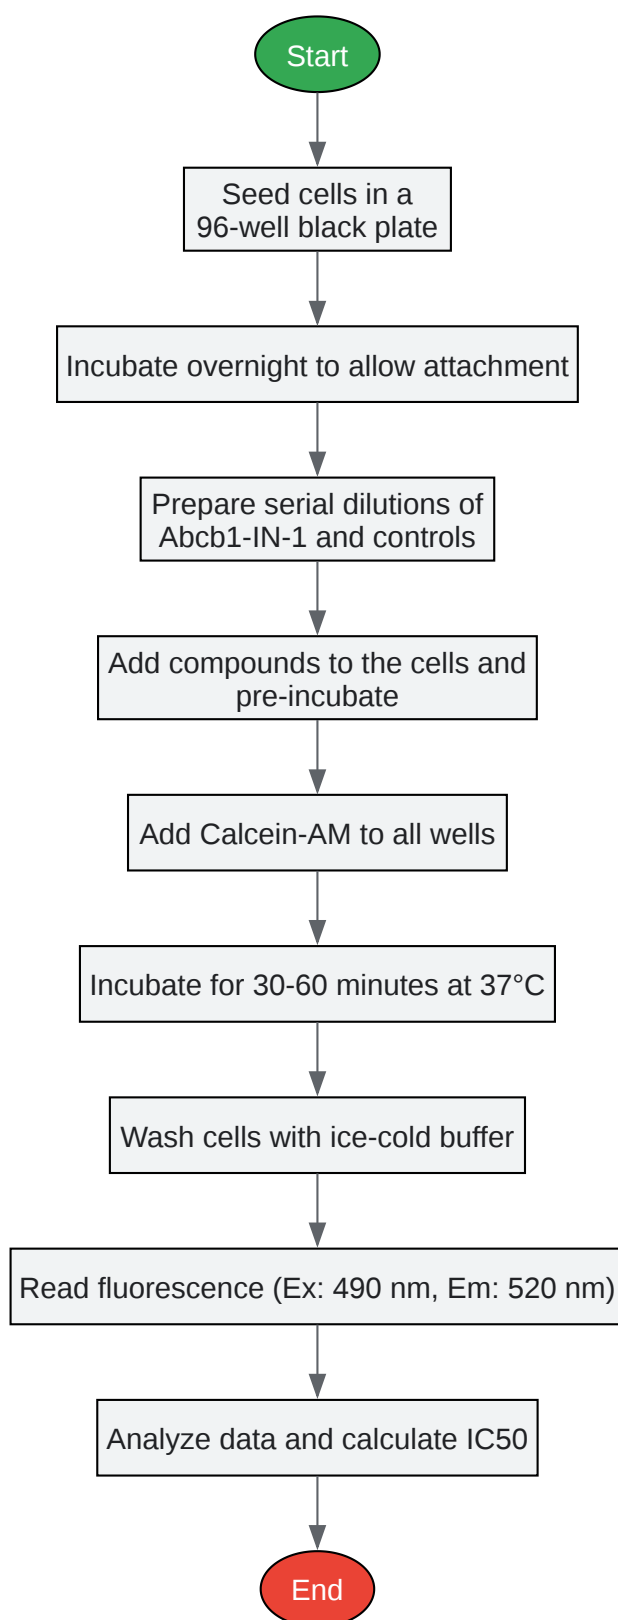 Start
Seed cells in a
96-well black plate
Incubate overnight to allow attachment
Prepare serial dilutions of
Abcb1-IN-1 and controls
Add compounds to the cells and
pre-incubate
Add Calcein-AM to all wells
Incubate for 30-60 minutes at 37°C
Wash cells with ice-cold buffer
Read fluorescence (Ex: 490 nm, Em: 520 nm)
Analyze data and calculate IC50
End